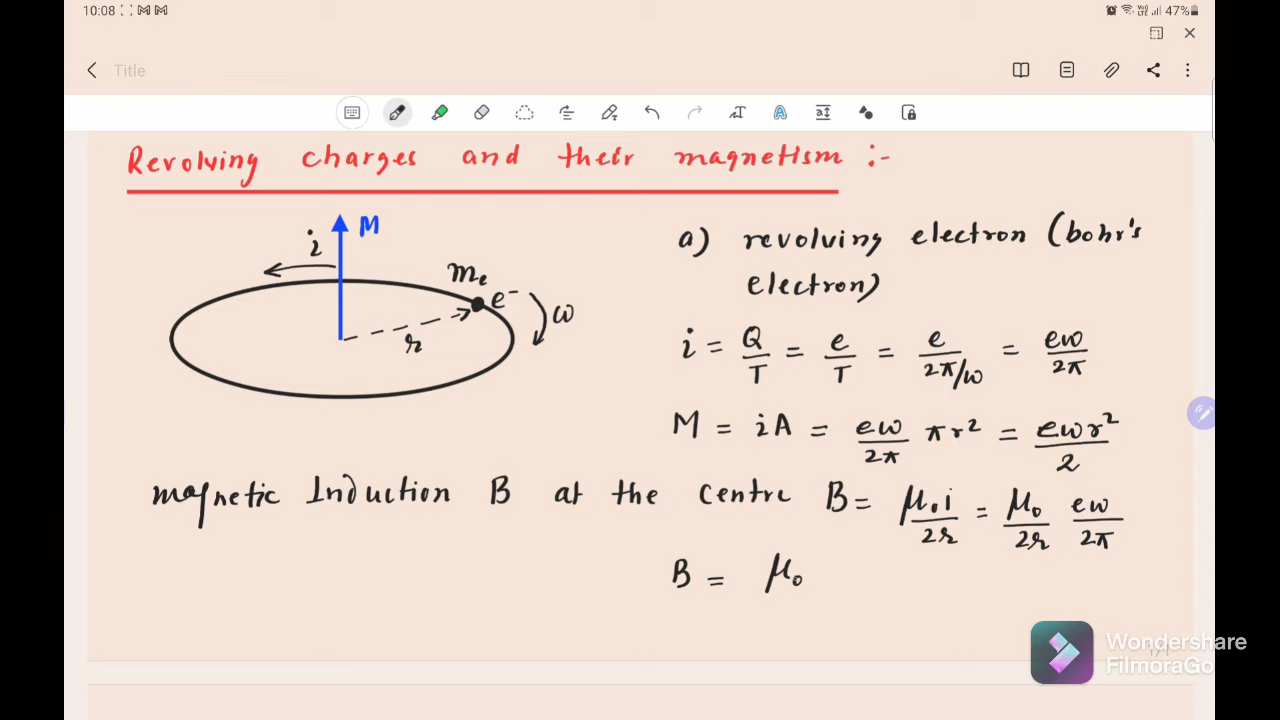 10:08
47%
Title
Revolving charges and their magnetism :-
M
i
me
e⁻
ω
r
a) revolving electron (bohr's
electron)
i = Q/T = e/T = e/2π/ω = eω/2π
M = iA = eω/2π πr² = eωr²/2
magnetic Induction B at the centre B = μ₀i/2r = μ₀/2r eω/2π
B = μ₀
Wondershare
FilmoraGo